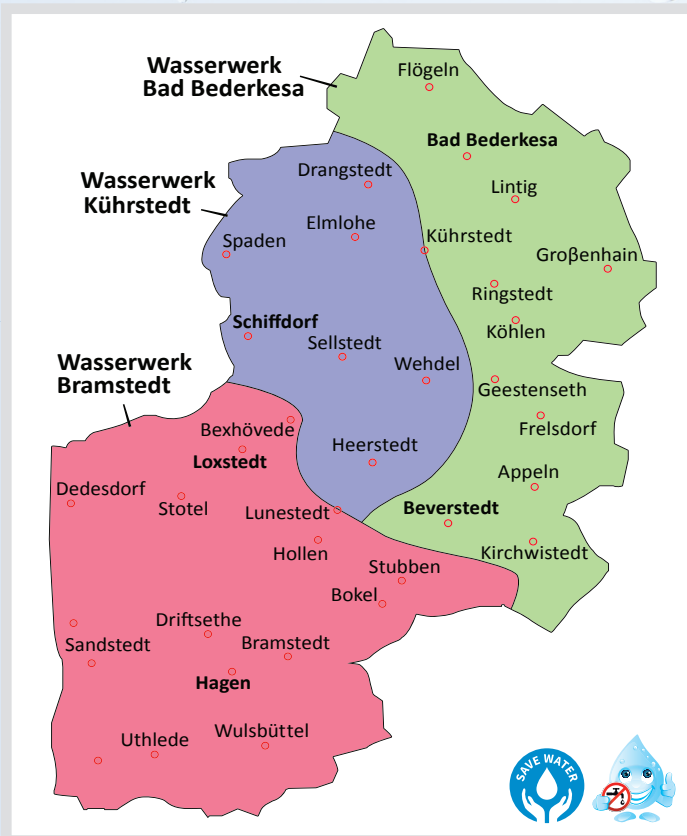 Wasserwerk
Bad Bederkesa
Flögeln
Bad Bederkesa
Drangstedt
Lintig
Wasserwerk
Kührstedt
Elmlohe
Spaden
Kührstedt
Groβenhain
Ringstedt
Schiffdorf
Köhlen
Sellstedt
Wasserwerk
Bramstedt
Wehdel
Geestenseth
Bexhövede
Frelsdorf
Heerstedt
Loxstedt
Appeln
Dedesdorf
Stotel
Lunestedt
Beverstedt
Hollen
Kirchwistedt
Stubben
Bokel
Driftsethe
Sandstedt
Bramstedt
Hagen
Wulsbüttel
Uthlede
SAVE WATER